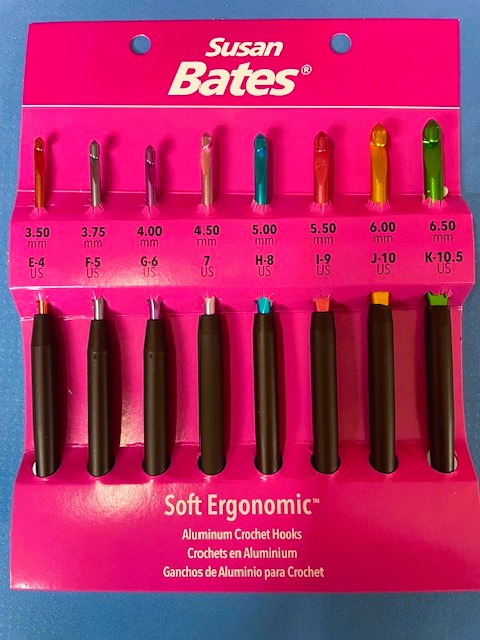 Susan
Bates®
3.50 3.75 4.00 4.50 5.00 5.50 6.00 6.50
mm mm mm mm mm mm mm mm
E-4 F-5 G-6 7 H-8 I-9 J-10 K-10.5
US US US US US US US US
Soft Ergonomic™
Aluminum Crochet Hooks
Crochets en Aluminium
Ganchos de Aluminio para Crochet